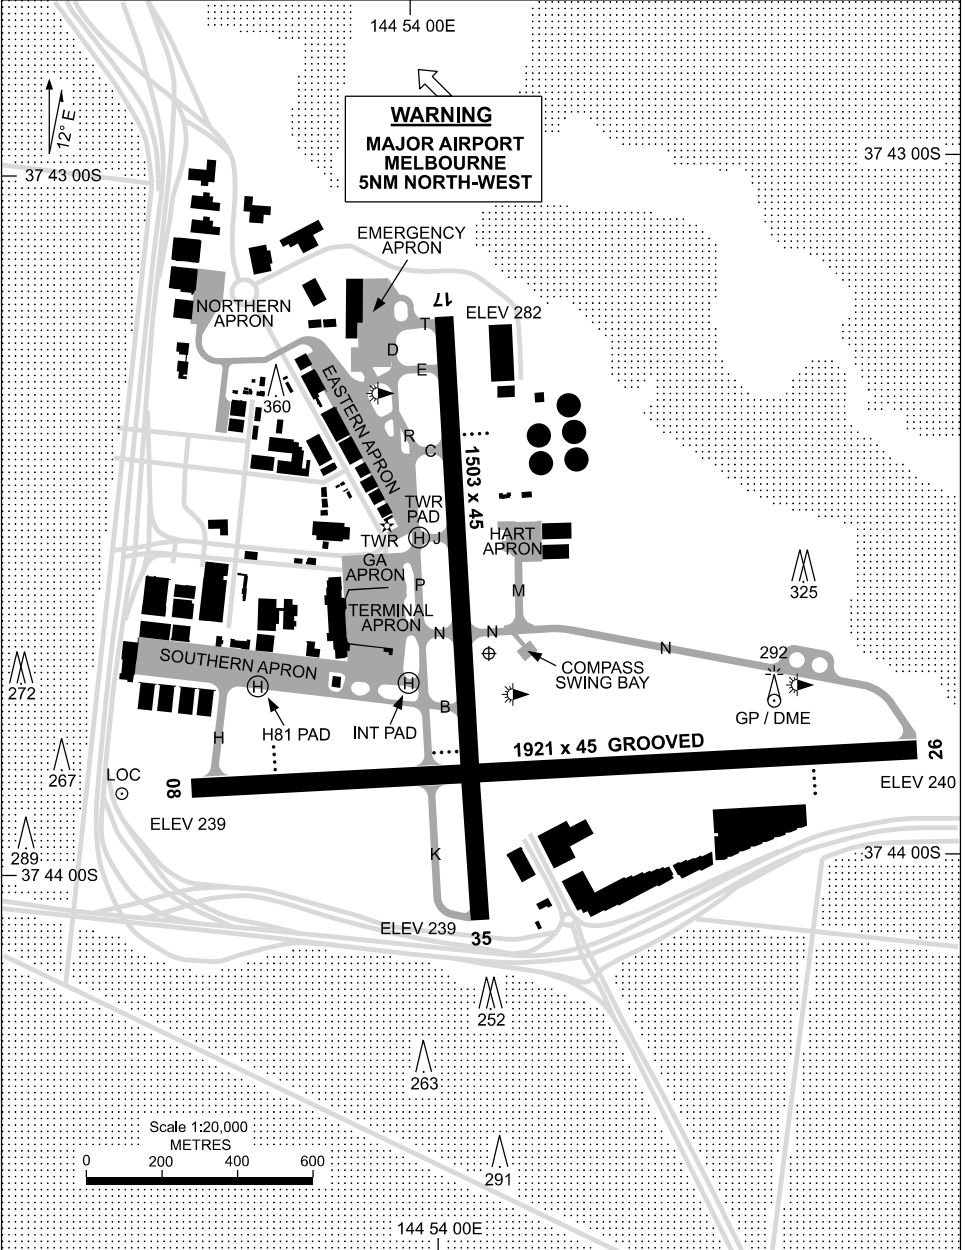 144 54 00E
WARNING
MAJOR AIRPORT
MELBOURNE
5NM NORTH-WEST
12° E
37 43 00S
37 43 00S
EMERGENCY
APRON
NORTHERN
APRON
17
ELEV 282
T
D
E
360
EASTERN APRON
R
C
1503 x 45
TWR
PAD
TWR
H
J
HART
APRON
GA
APRON
P
M
325
TERMINAL
APRON
N
N
N
SOUTHERN APRON
292
COMPASS
SWING BAY
272
H
H
B
GP / DME
H81 PAD
INT PAD
H
1921 x 45 GROOVED
26
267
LOC
08
ELEV 240
ELEV 239
289
K
37 44 00S
37 44 00S
ELEV 239
35
252
263
Scale 1:20,000
METRES
0 200 400 600
291
144 54 00E